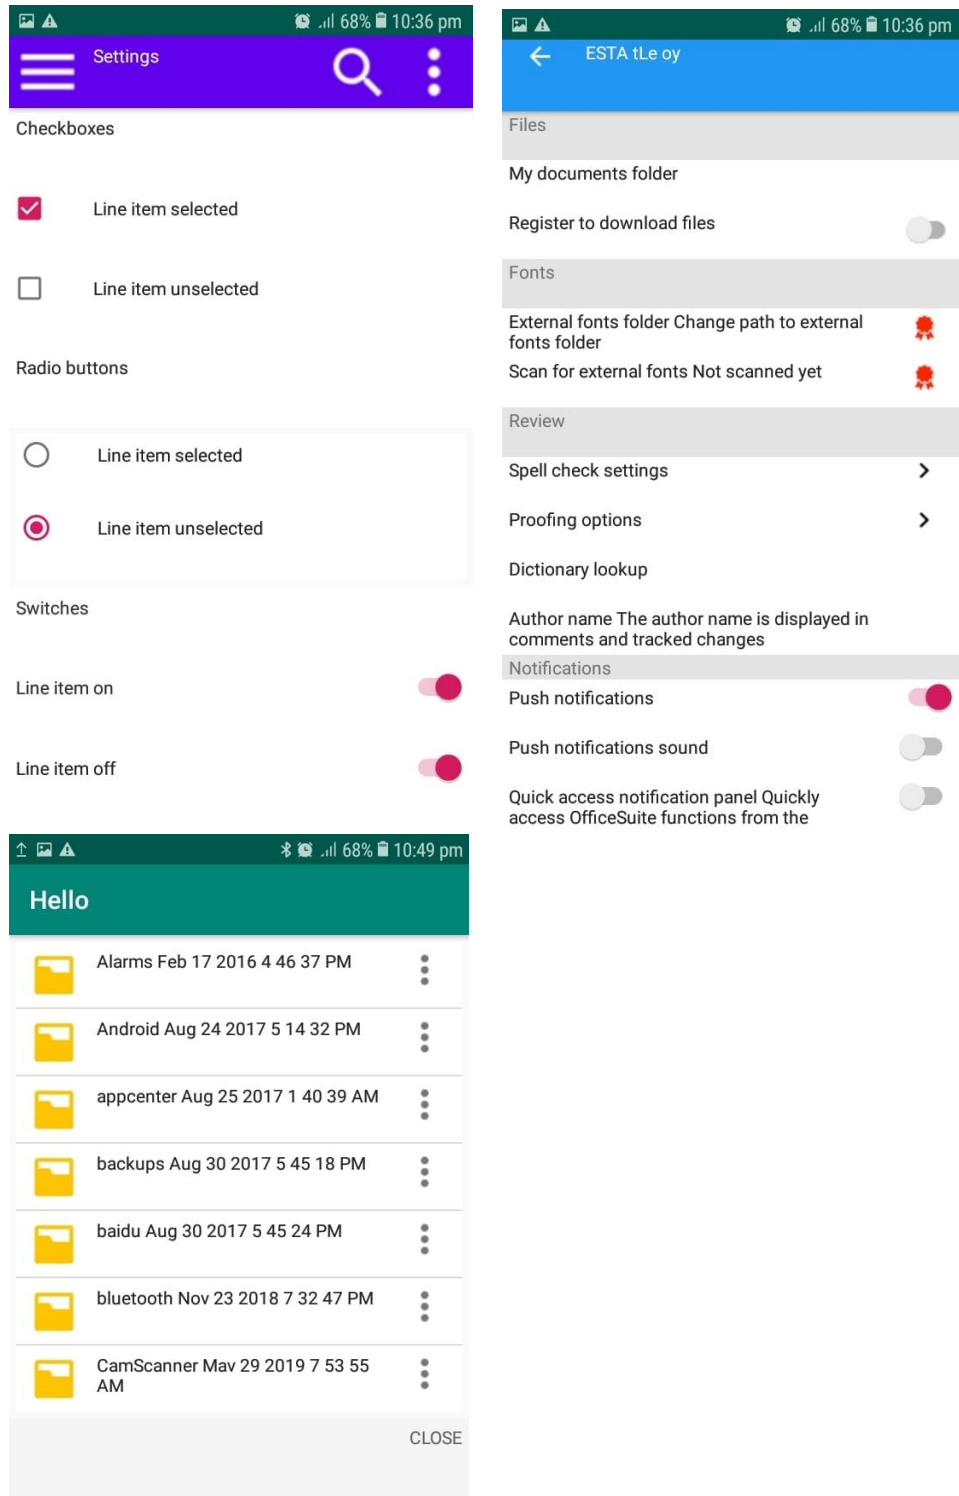 68% 10:36 pm
Settings
Checkboxes
Line item selected
Line item unselected
Radio buttons
Line item selected
Line item unselected
Switches
Line item on
Line item off
68% 10:36 pm
ESTA tLe oy
Files
My documents folder
Register to download files
Fonts
External fonts folder Change path to external
fonts folder
Scan for external fonts Not scanned yet
Review
Spell check settings
Proofing options
Dictionary lookup
Author name The author name is displayed in
comments and tracked changes
Notifications
Push notifications
Push notifications sound
Quick access notification panel Quickly
access OfficeSuite functions from the
68% 10:49 pm
Hello
Alarms Feb 17 2016 4 46 37 PM
Android Aug 24 2017 5 14 32 PM
appcenter Aug 25 2017 1 40 39 AM
backups Aug 30 2017 5 45 18 PM
baidu Aug 30 2017 5 45 24 PM
bluetooth Nov 23 2018 7 32 47 PM
CamScanner May 29 2019 7 53 55
AM
CLOSE